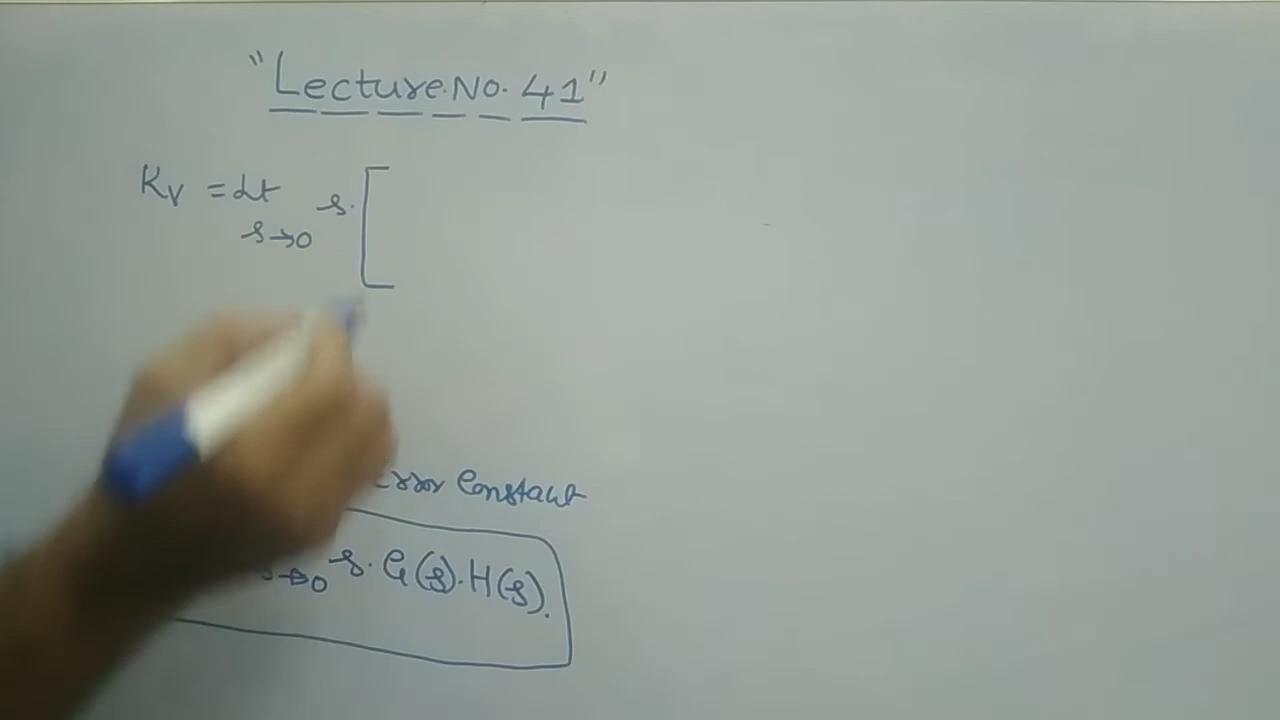 "Lecture.No. 41"
Kv = Lt s.[
s→0
Error Constant
s→0 s.G(s).H(s).